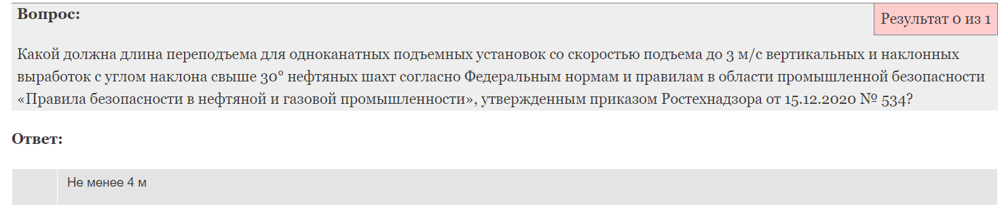 Вопрос:
Результат 0 из 1
Какой должна длина переподъема для одноканатных подъемных установок со скоростью подъема до 3 м/с вертикальных и наклонных
выработок с углом наклона свыше 30° нефтяных шахт согласно Федеральным нормам и правилам в области промышленной безопасности
«Правила безопасности в нефтяной и газовой промышленности», утвержденным приказом Ростехнадзора от 15.12.2020 № 534?
Ответ:
Не менее 4 м